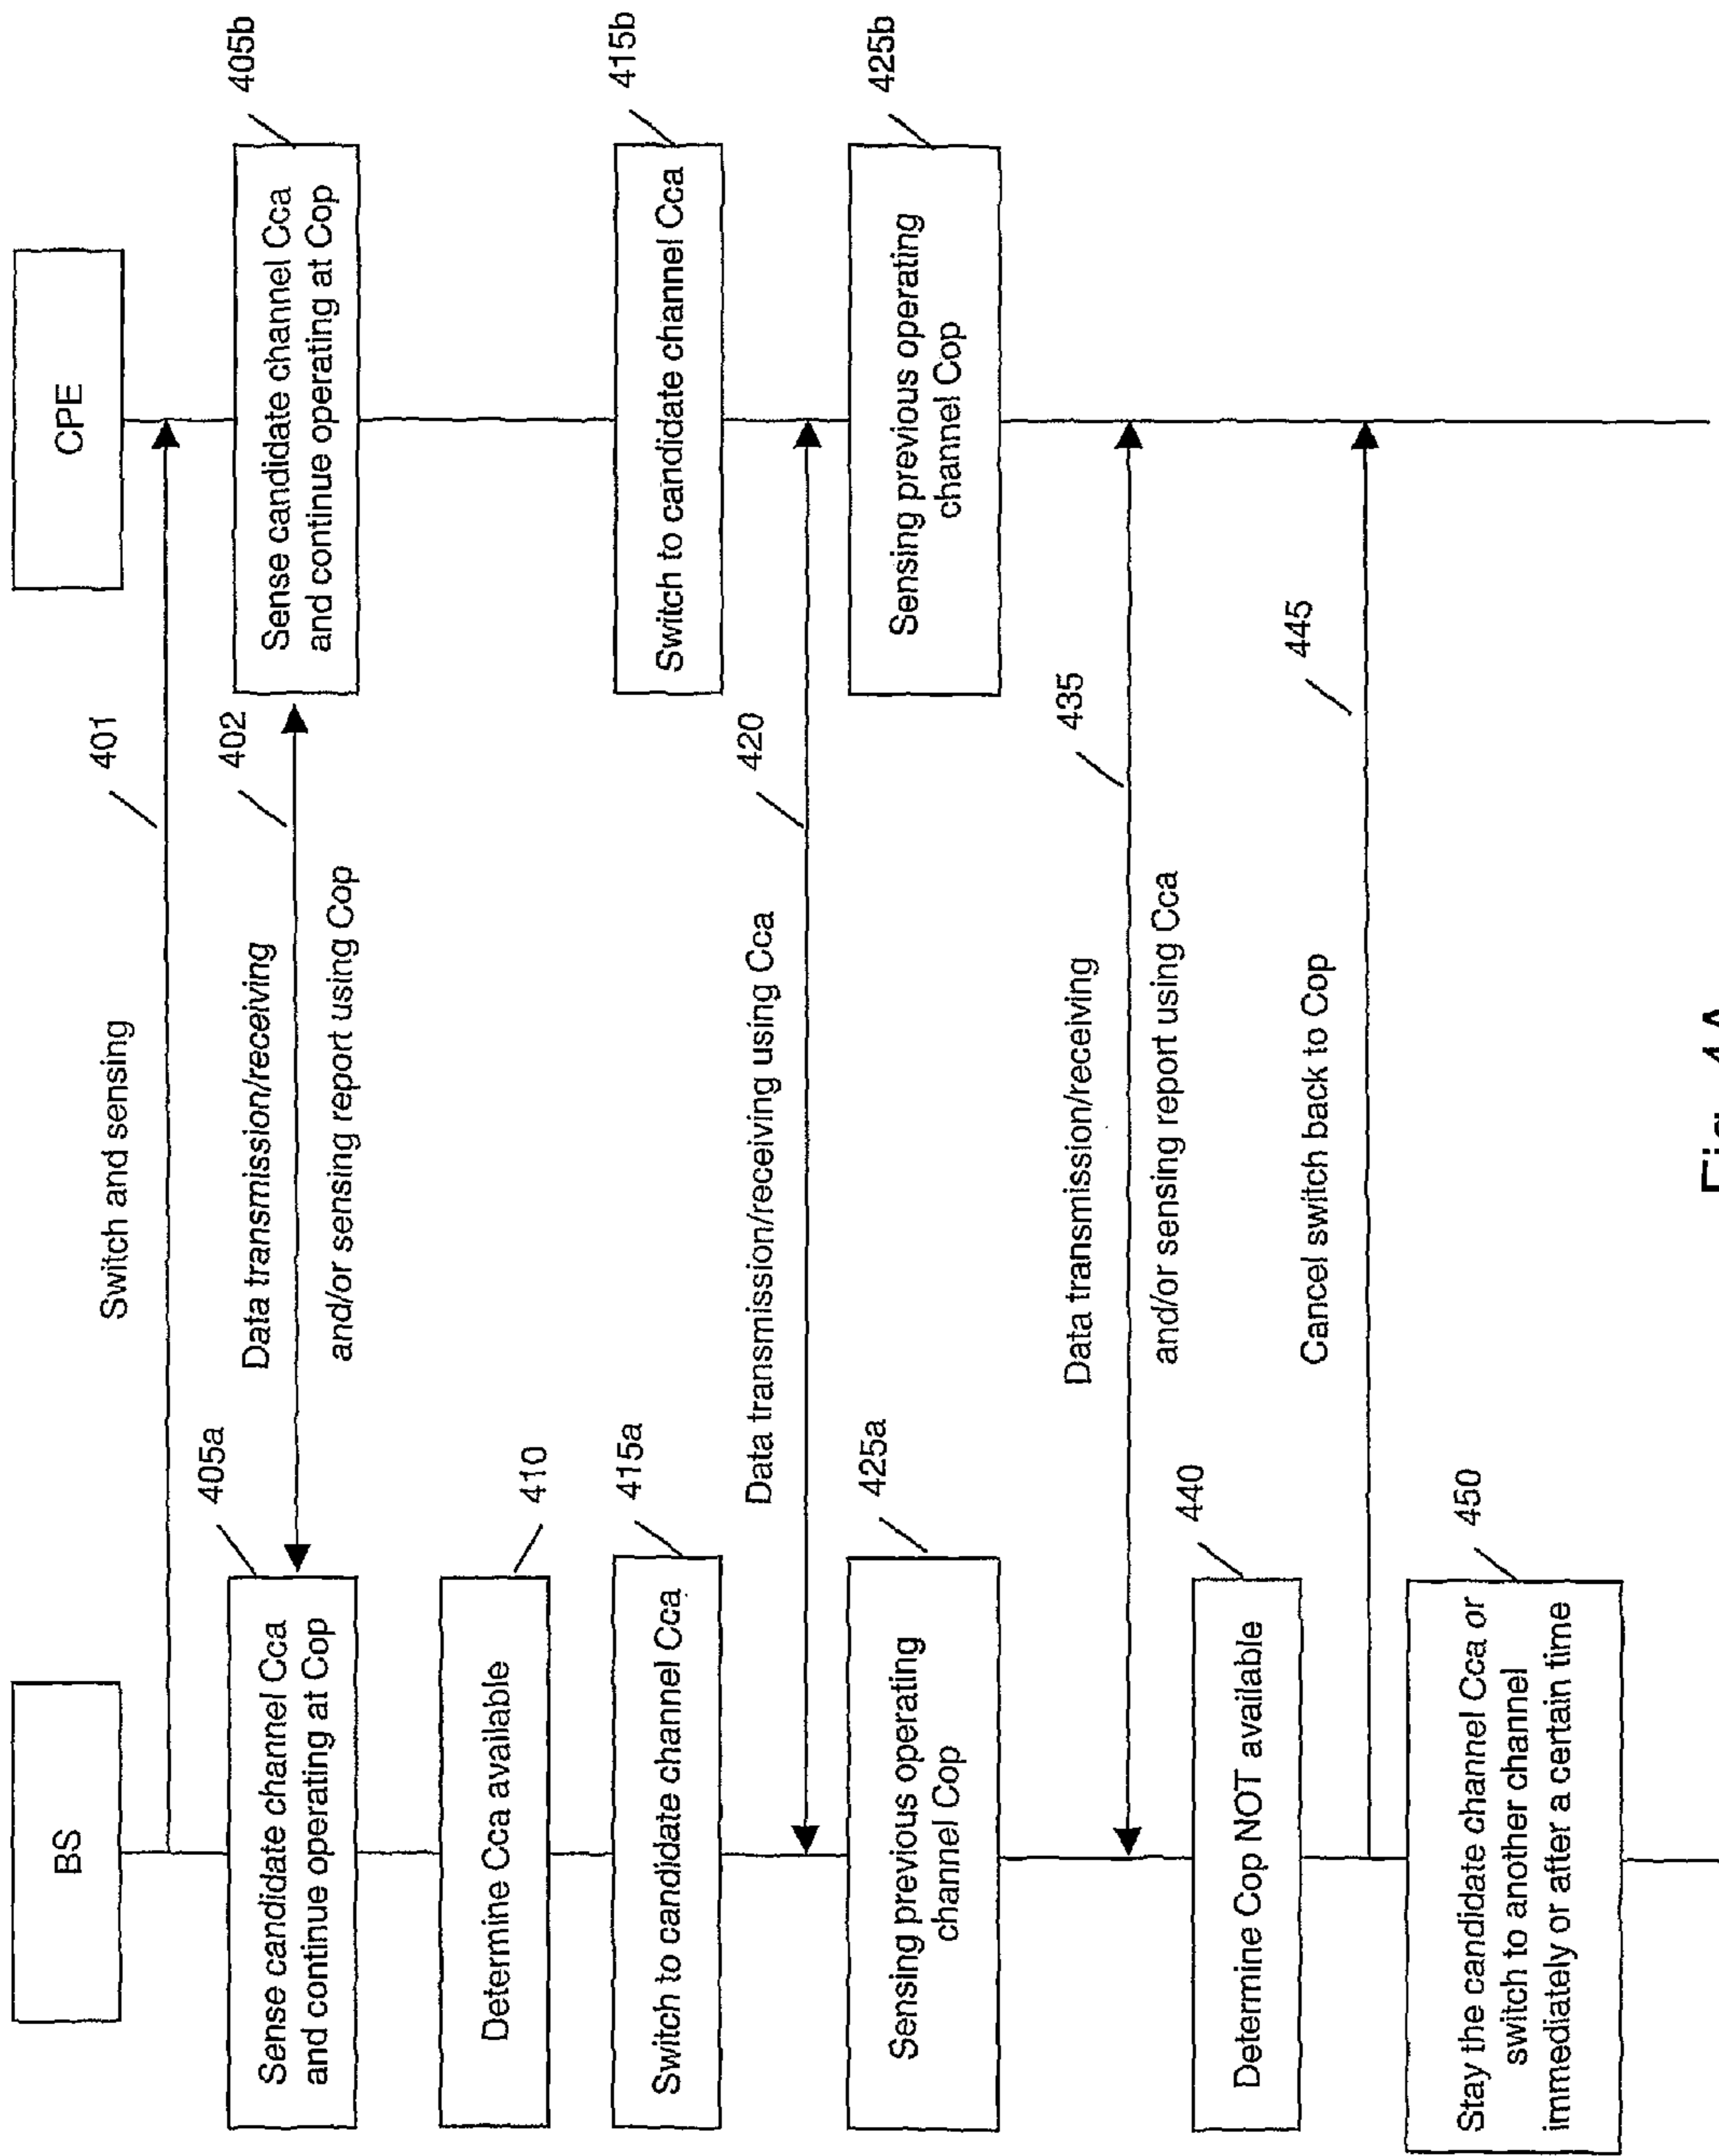 BS
CPE
Switch and sensing
401
405a
Sense candidate channel Cca
and continue operating at Cop
402
Data transmission/receiving
and/or sensing report using Cop
405b
Sense candidate channel Cca
and continue operating at Cop
410
Determine Cca available
415a
Switch to candidate channel Cca
415b
Switch to candidate channel Cca
420
Data transmission/receiving using Cca
425a
Sensing previous operating
channel Cop
425b
Sensing previous operating
channel Cop
435
Data transmission/receiving
and/or sensing report using Cca
440
Determine Cop NOT available
445
Cancel switch back to Cop
450
Stay the candidate channel Cca or
switch to another channel
immediately or after a certain time